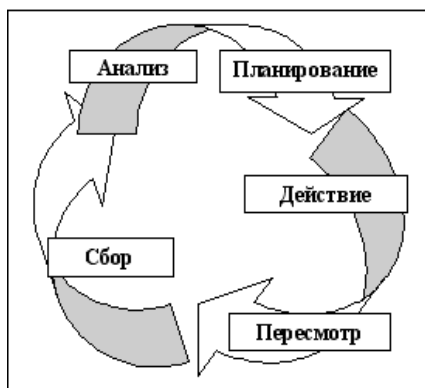 Анализ
Планирование
Действие
Сбор
Пересмотр